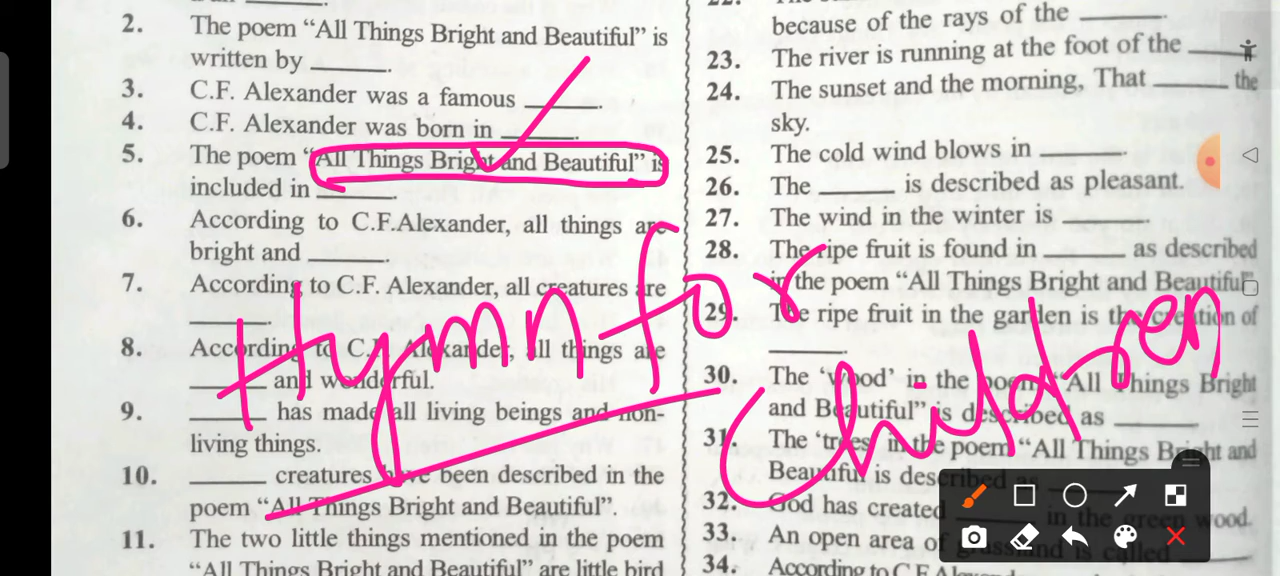 2. The poem “All Things Bright and Beautiful” is
written by ______.
3. C.F. Alexander was a famous ______.
4. C.F. Alexander was born in ______.
5. The poem “All Things Bright and Beautiful” is
included in ______.
6. According to C.F.Alexander, all things are
bright and ______.
7. According to C.F. Alexander, all creatures are
______.
8. According to C.F. Alexander, all things are
______ and wonderful.
9. ______ has made all living beings and non-
living things.
10. ______ creatures have been described in the
poem “All Things Bright and Beautiful”.
11. The two little things mentioned in the poem
“All Things Bright and Beautiful” are little bird
because of the rays of the ______.
23. The river is running at the foot of the ______
24. The sunset and the morning, That ______ the
sky.
25. The cold wind blows in ______.
26. The ______ is described as pleasant.
27. The wind in the winter is ______.
28. The ripe fruit is found in ______ as described
in the poem “All Things Bright and Beautiful
29. The ripe fruit in the garden is the creation of
______.
30. The ‘wood’ in the poem “All Things Bright
and Beautiful” is described as ______.
31. The ‘trees’ in the poem “All Things Bright and
Beautiful is described as
32. God has created ______ in the green wood.
33. An open area of grassland is called
34. According to C.F. Alexander
Hymn for
Children